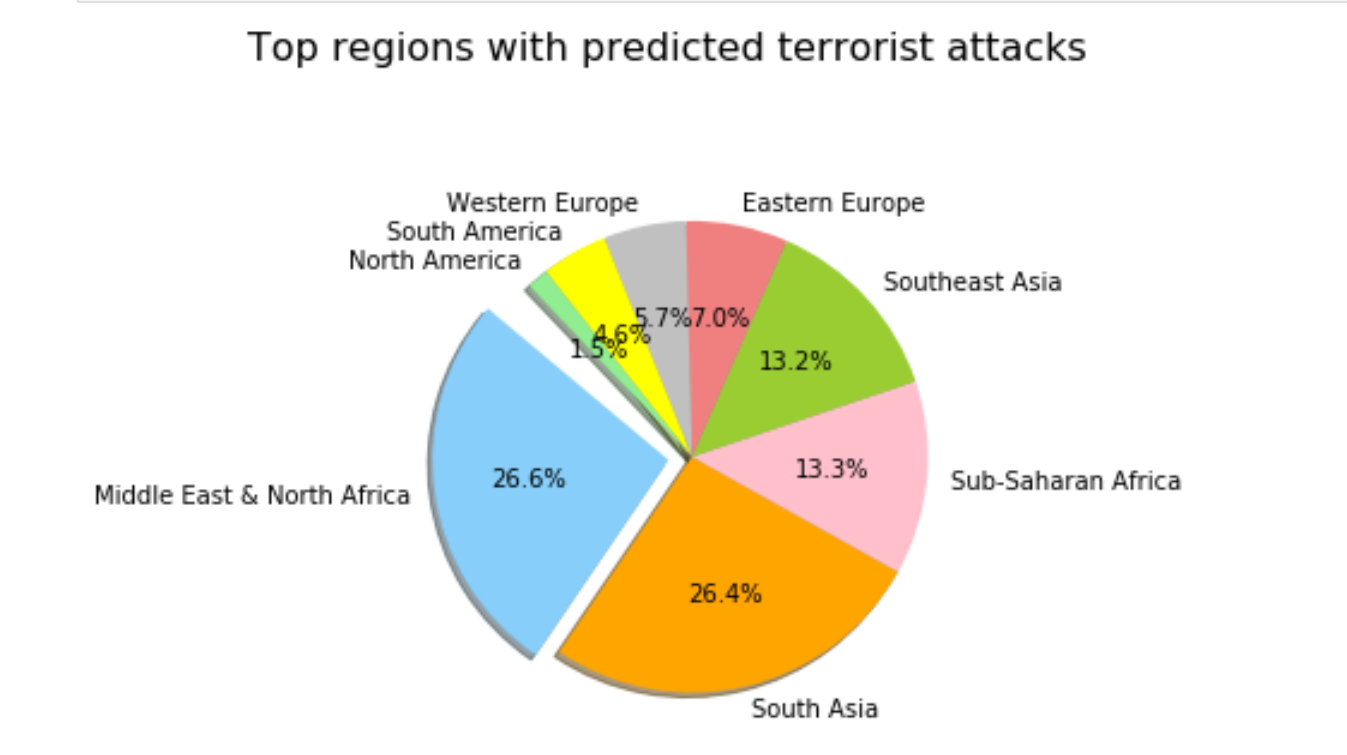 Top regions with predicted terrorist attacks
Western Europe
Eastern Europe
South America
North America
Southeast Asia
5.7%
7.0%
4.6%
1.5%
13.2%
Middle East & North Africa
26.6%
13.3%
Sub-Saharan Africa
26.4%
South Asia